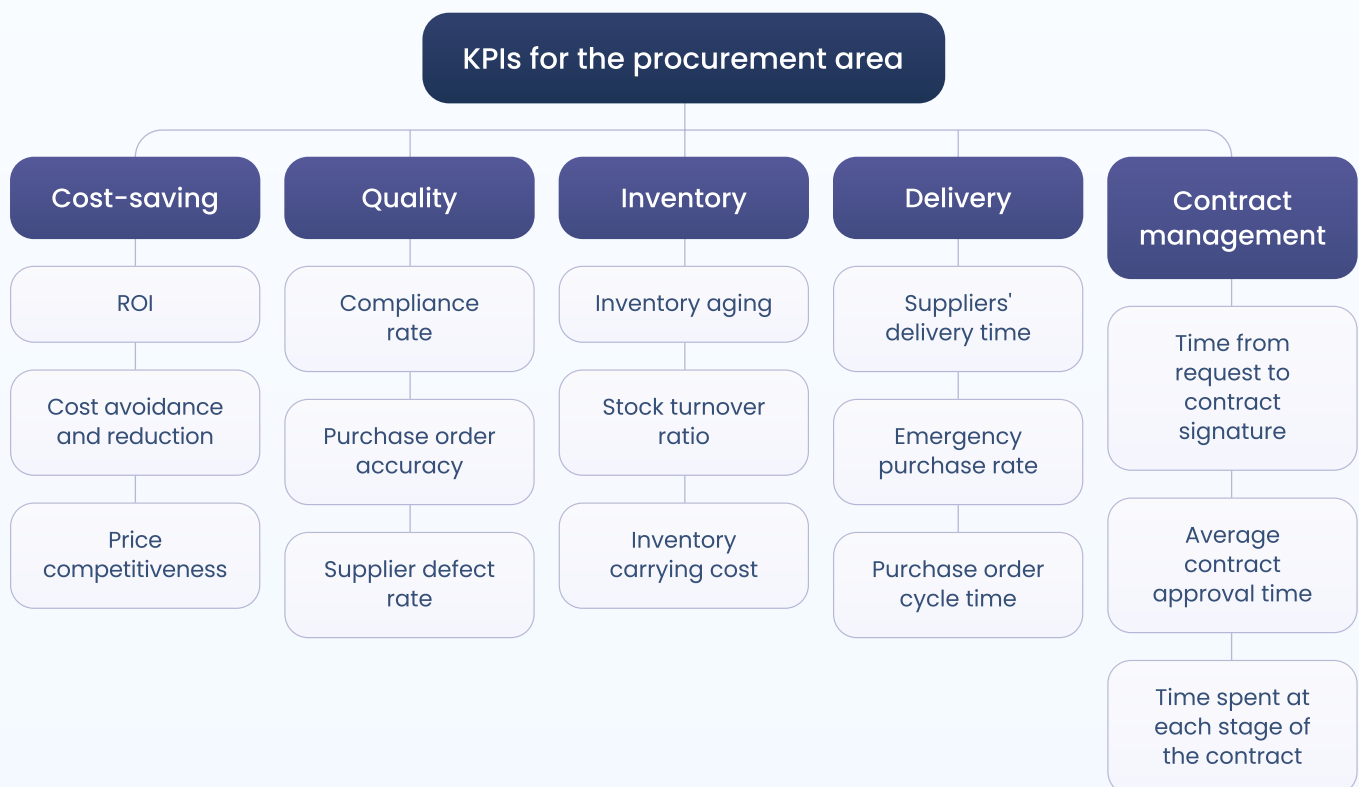 KPIs for the procurement area
Cost-saving
ROI
Cost avoidance
and reduction
Price
competitiveness
Quality
Compliance
rate
Purchase order
accuracy
Supplier defect
rate
Inventory
Inventory aging
Stock turnover
ratio
Inventory
carrying cost
Delivery
Suppliers'
delivery time
Emergency
purchase rate
Purchase order
cycle time
Contract
management
Time from
request to
contract
signature
Average
contract
approval time
Time spent at
each stage of
the contract